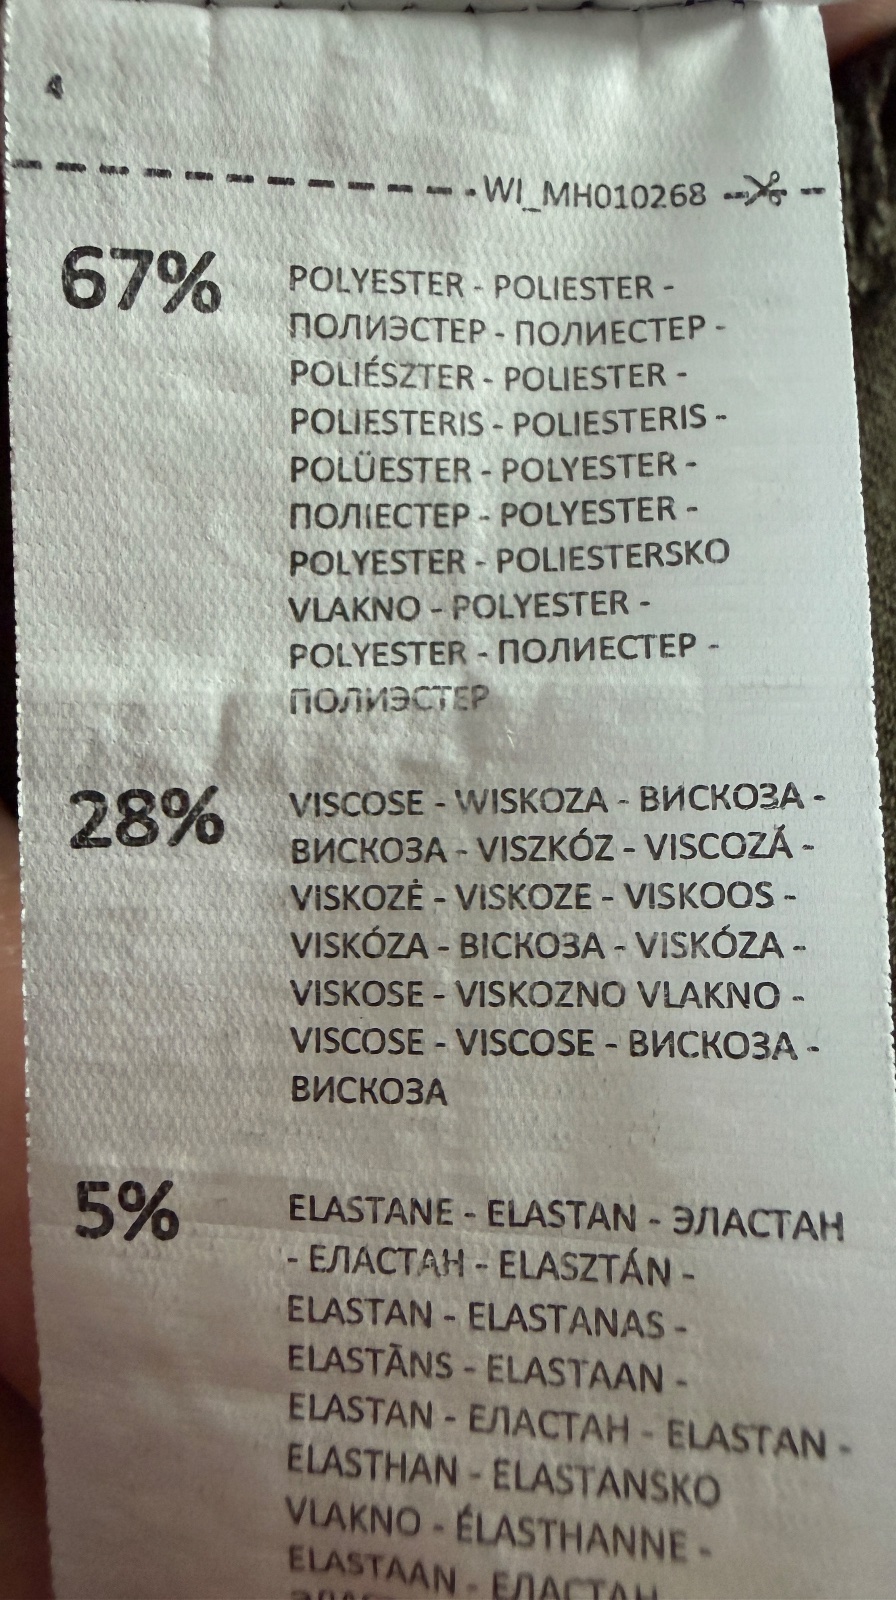 4
WI_MH010268
67%
POLYESTER - POLIESTER -
ПОЛИЭСТЕР - ПОЛИЕСТЕР -
POLIÉSZTER - POLIESTER -
POLIESTERIS - POLIESTERIS -
POLÜESTER - POLYESTER -
ПОЛІЕСТЕР - POLYESTER -
POLYESTER - POLIESTERSKO
VLAKNO - POLYESTER -
POLYESTER - ПОЛИЕСТЕР -
ПОЛИЭСТЕР
28%
VISCOSE - WISKOZA - ВИСКОЗА -
ВИСКОЗА - VISZKÓZ - VISCOZĂ -
VISKOZĖ - VISKOZE - VISKOOS -
VISKÓZA - ВІСКОЗА - VISKÓZA -
VISKOSE - VISKOZNO VLAKNO -
VISCOSE - VISCOSE - ВИСКОЗА -
ВИСКОЗА
5%
ELASTANE - ELASTAN - ЭЛАСТАН
- ЕЛАСТАН - ELASZTÁN -
ELASTAN - ELASTANAS -
ELASTĀNS - ELASTAAN -
ELASTAN - ЕЛАСТАН - ELASTAN -
ELASTHAN - ELASTANSKO
VLAKNO - ÉLASTHANNE -
ELASTAAN - ЕЛАСТАН